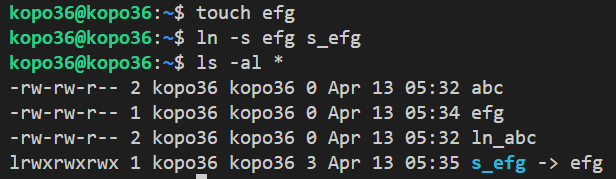 kopo36@kopo36:~$ touch efg
kopo36@kopo36:~$ ln -s efg s_efg
kopo36@kopo36:~$ ls -al *
-rw-rw-r-- 2 kopo36 kopo36 0 Apr 13 05:32 abc
-rw-rw-r-- 1 kopo36 kopo36 0 Apr 13 05:34 efg
-rw-rw-r-- 2 kopo36 kopo36 0 Apr 13 05:32 ln_abc
lrwxrwxrwx 1 kopo36 kopo36 3 Apr 13 05:35 s_efg -> efg